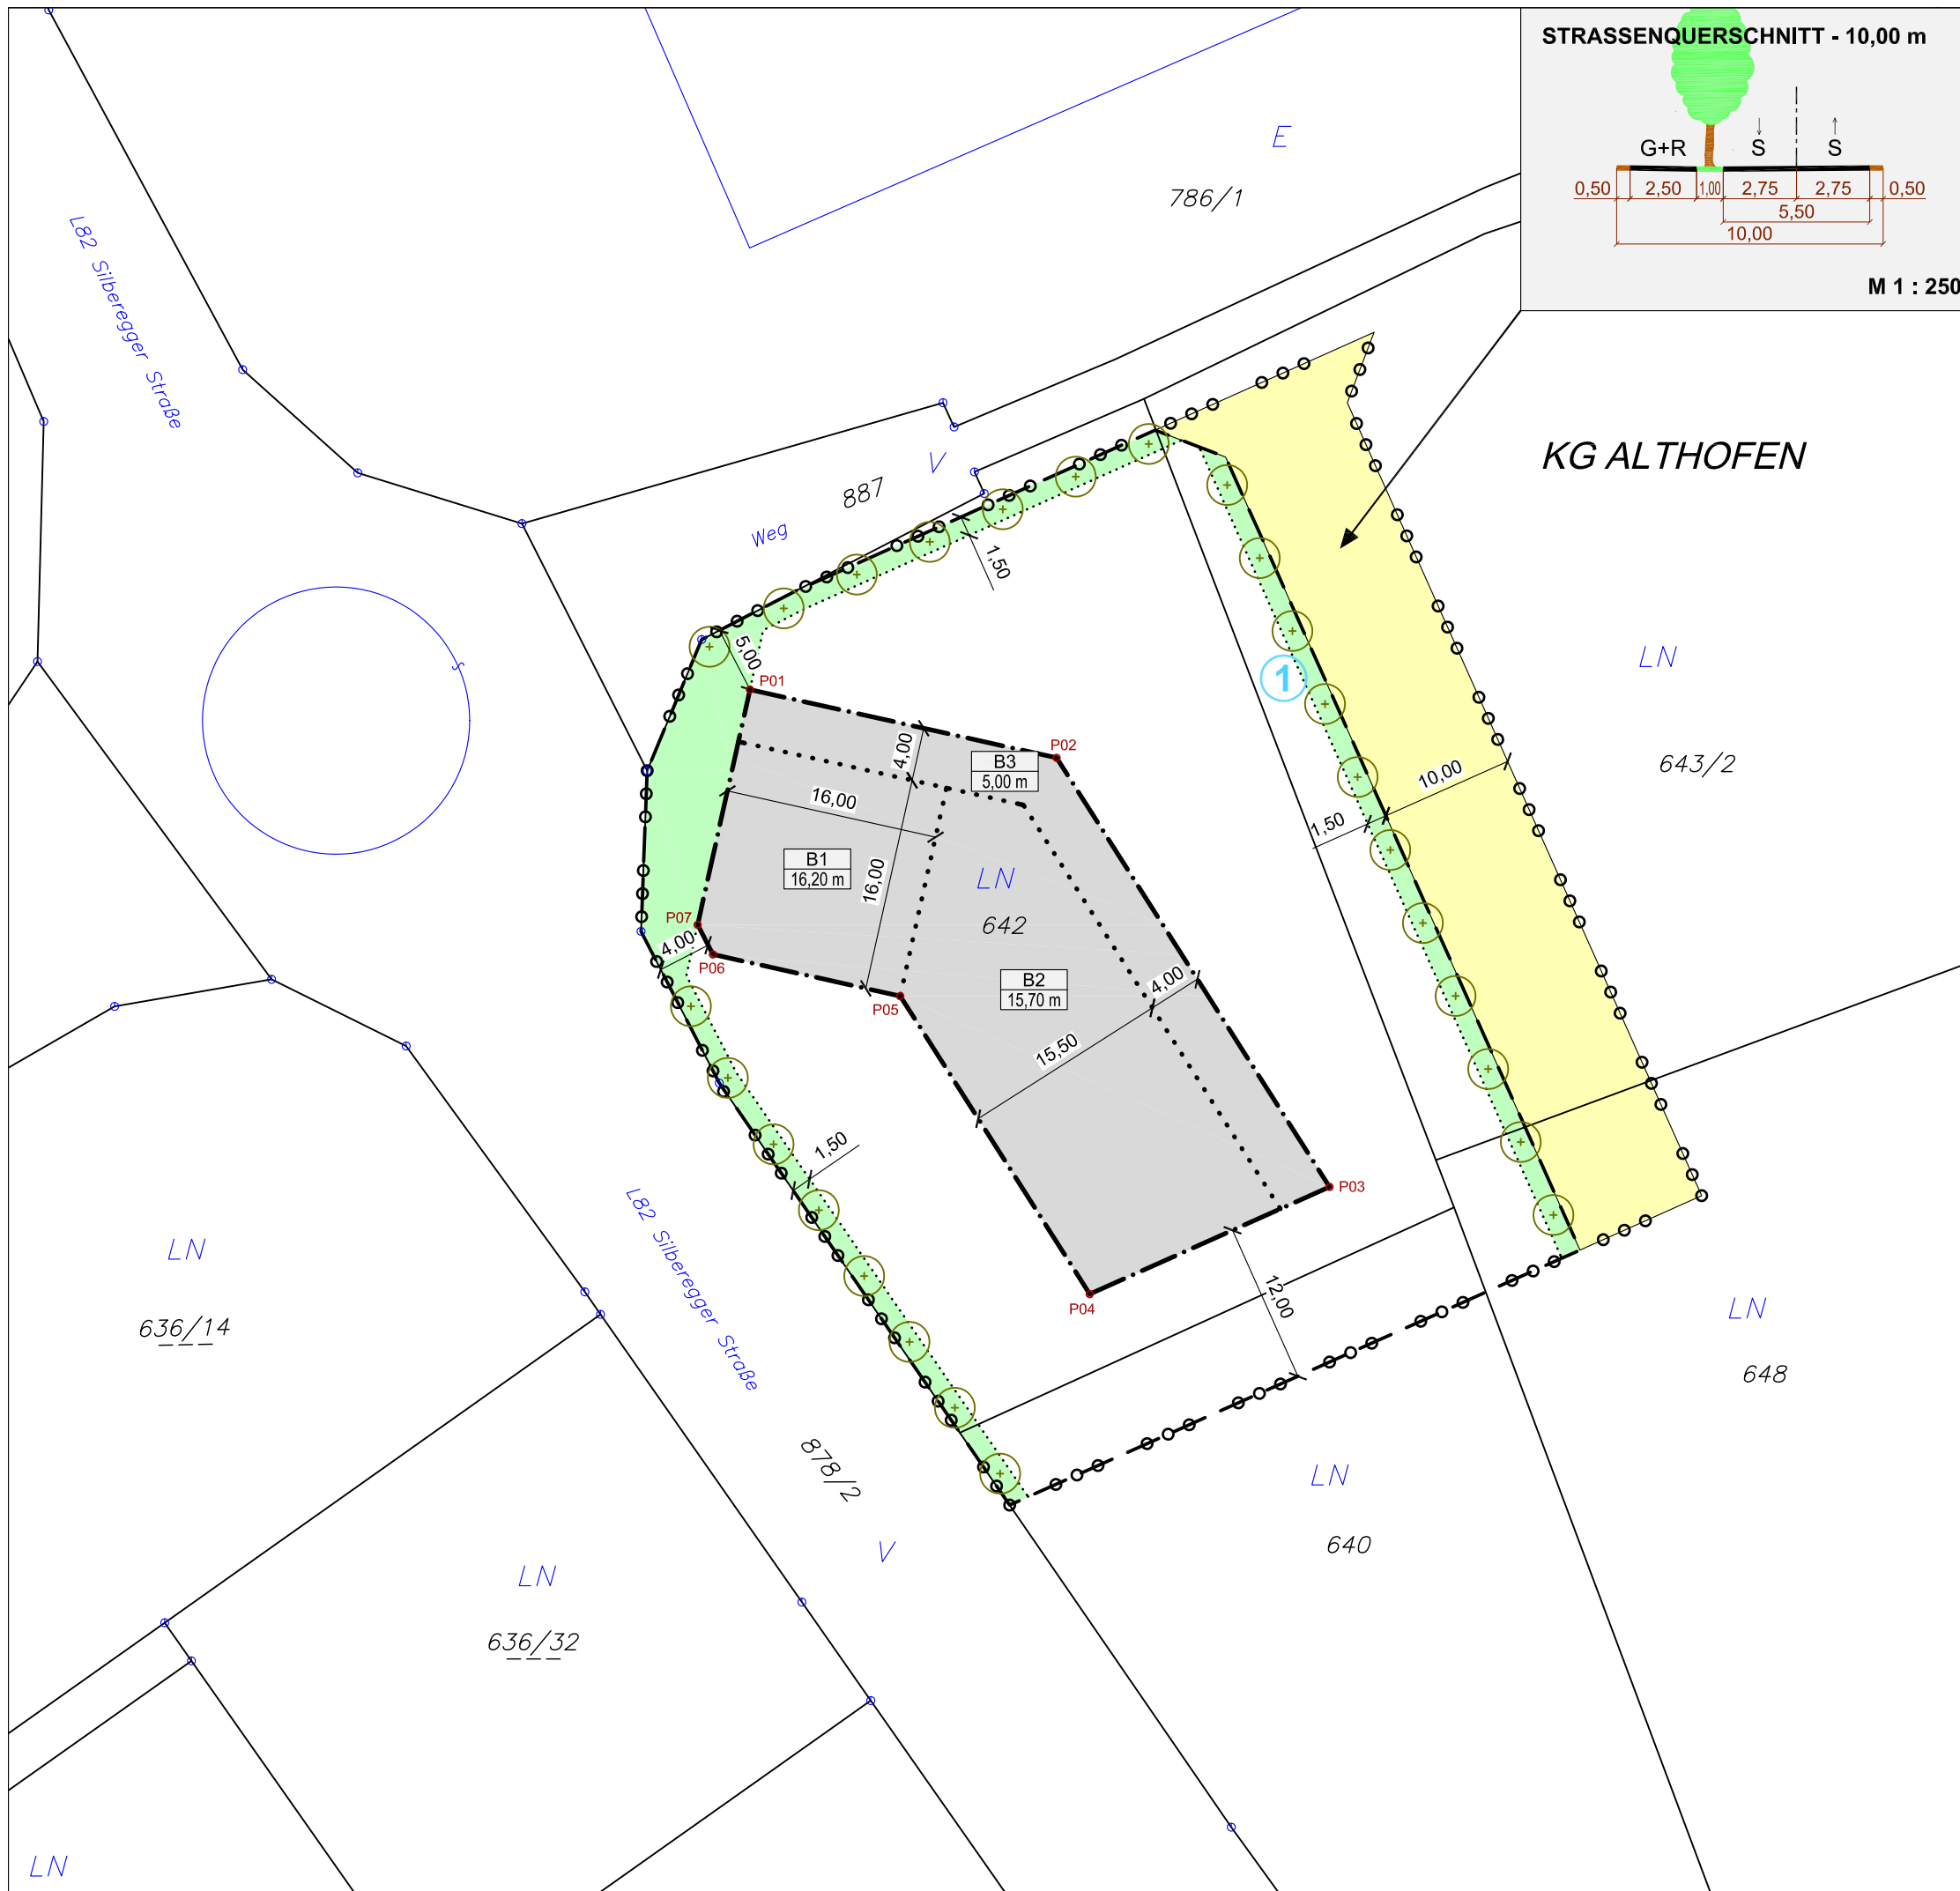 STRASSENQUERSCHNITT - 10,00 m
G+R
S
S
0,50
2,50
1,00
2,75
2,75
0,50
5,50
10,00
M 1 : 250
E
786/1
L82 Silberegger Straße
KG ALTHOFEN
V
887
Weg
1,50
5,00
P01
1
LN
643/2
P02
4,00
B3
5,00 m
16,00
10,00
1,50
B1
16,20 m
16,00
LN
642
P07
4,00
P06
P05
B2
15,70 m
4,00
15,50
1,50
P03
L82 Silberegger Straße
12,00
P04
LN
636/14
LN
648
878/2
LN
640
V
LN
636/32
LN